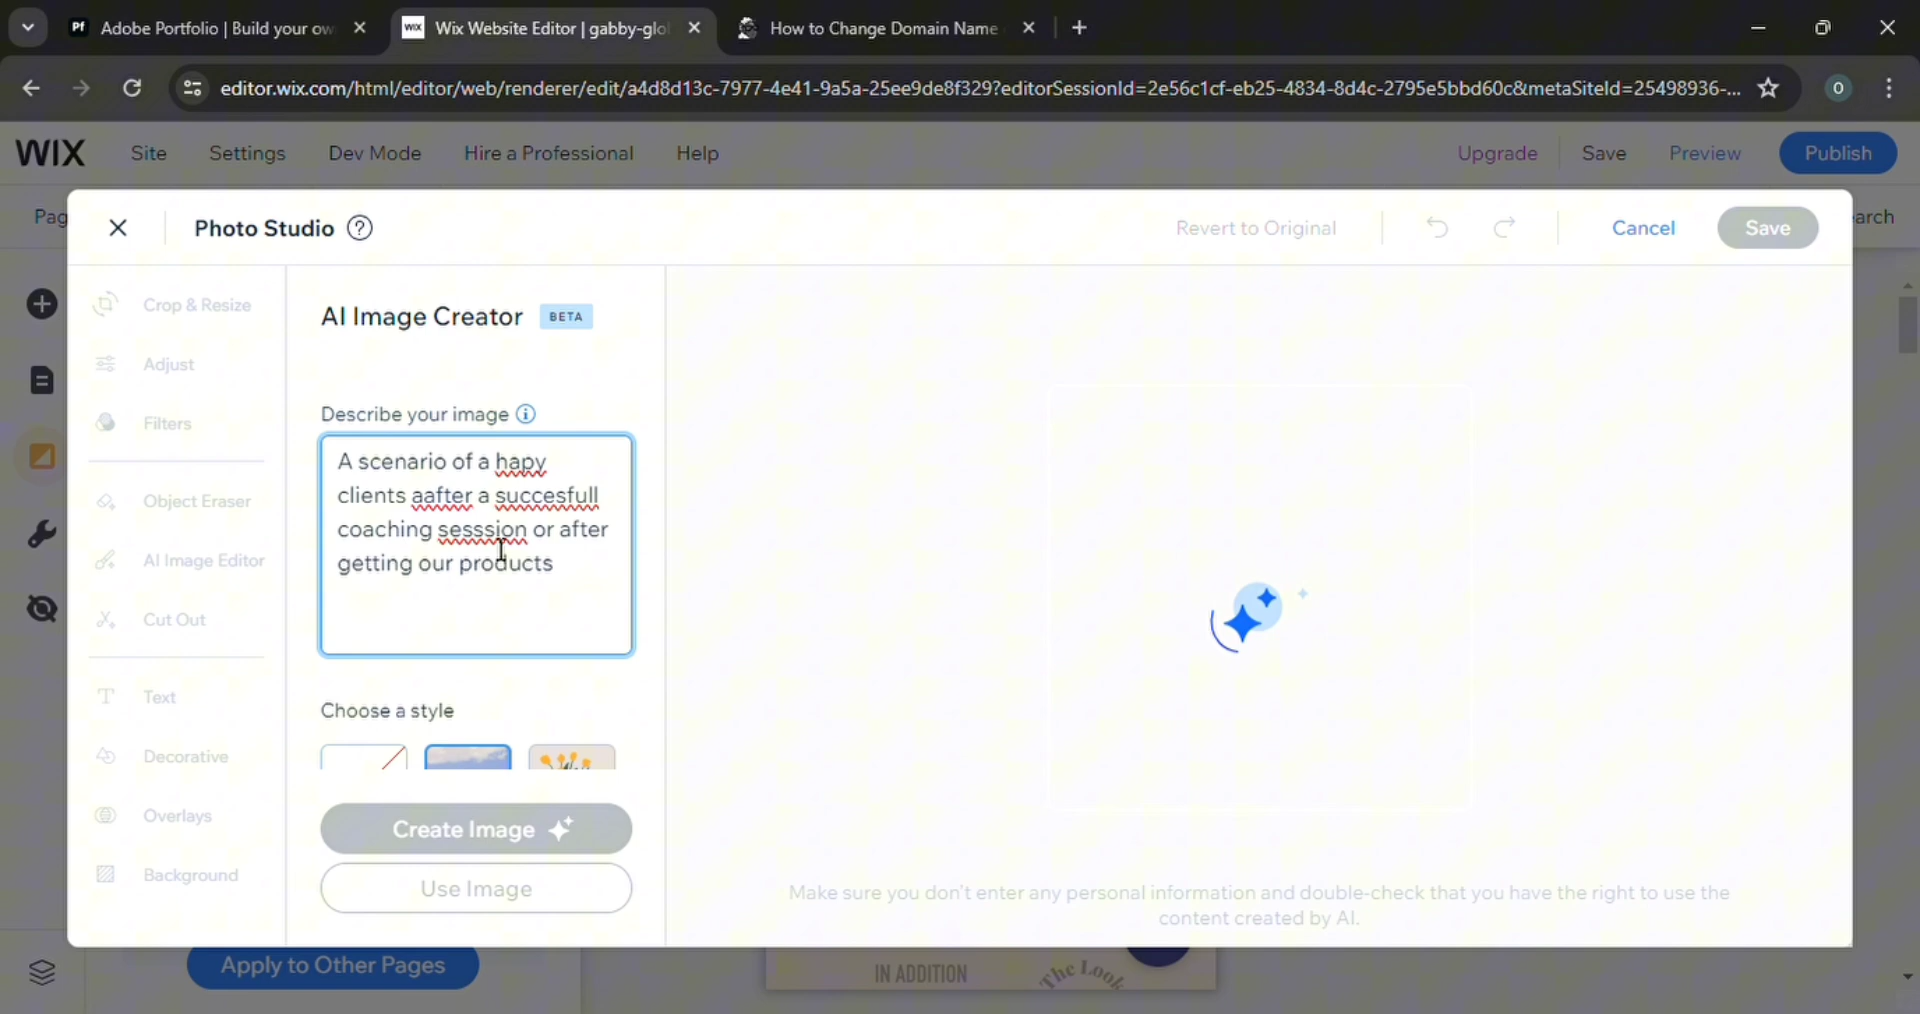 Adobe Portfolio | Build your ow
Wix Website Editor | gabby-glo
How to Change Domain Name
editor.wix.com/html/editor/web/renderer/edit/a4d8d13c-7977-4e41-9a5a-25ee9de8f329?editorSessionId=2e56c1cf-eb25-4834-8d4c-2795e5bbd60c&metaSiteId=25498936-...
WIX Site Settings Dev Mode Hire a Professional Help Upgrade Save Preview Publish
Pag
earch
Photo Studio ? Revert to Original Cancel Save
Crop & Resize
Adjust
Filters
Object Eraser
AI Image Editor
Cut Out
Text
Decorative
Overlays
Background
AI Image Creator BETA
Describe your image
A scenario of a hapy
clients aafter a succesfull
coaching sesssion or after
getting our products
Choose a style
Create Image
Use Image
Make sure you don't enter any personal information and double-check that you have the right to use the
content created by AI.
Apply to Other Pages
IN ADDITION
The Look